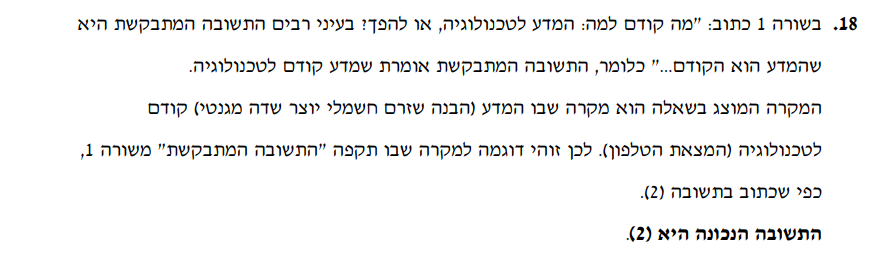 18. בשורה 1 כתוב: "מה קודם למה: המדע לטכנולוגיה, או להפך? בעיני רבים התשובה המתבקשת היא
שהמדע הוא הקודם..." כלומר, התשובה המתבקשת אומרת שמדע קודם לטכנולוגיה.
המקרה המוצג בשאלה הוא מקרה שבו המדע (הבנה שזרם חשמלי יוצר שדה מגנטי) קודם
לטכנולוגיה (המצאת הטלפון). לכן זוהי דוגמה למקרה שבו תקפה "התשובה המתבקשת" משורה 1,
כפי שכתוב בתשובה (2).
התשובה הנכונה היא (2).